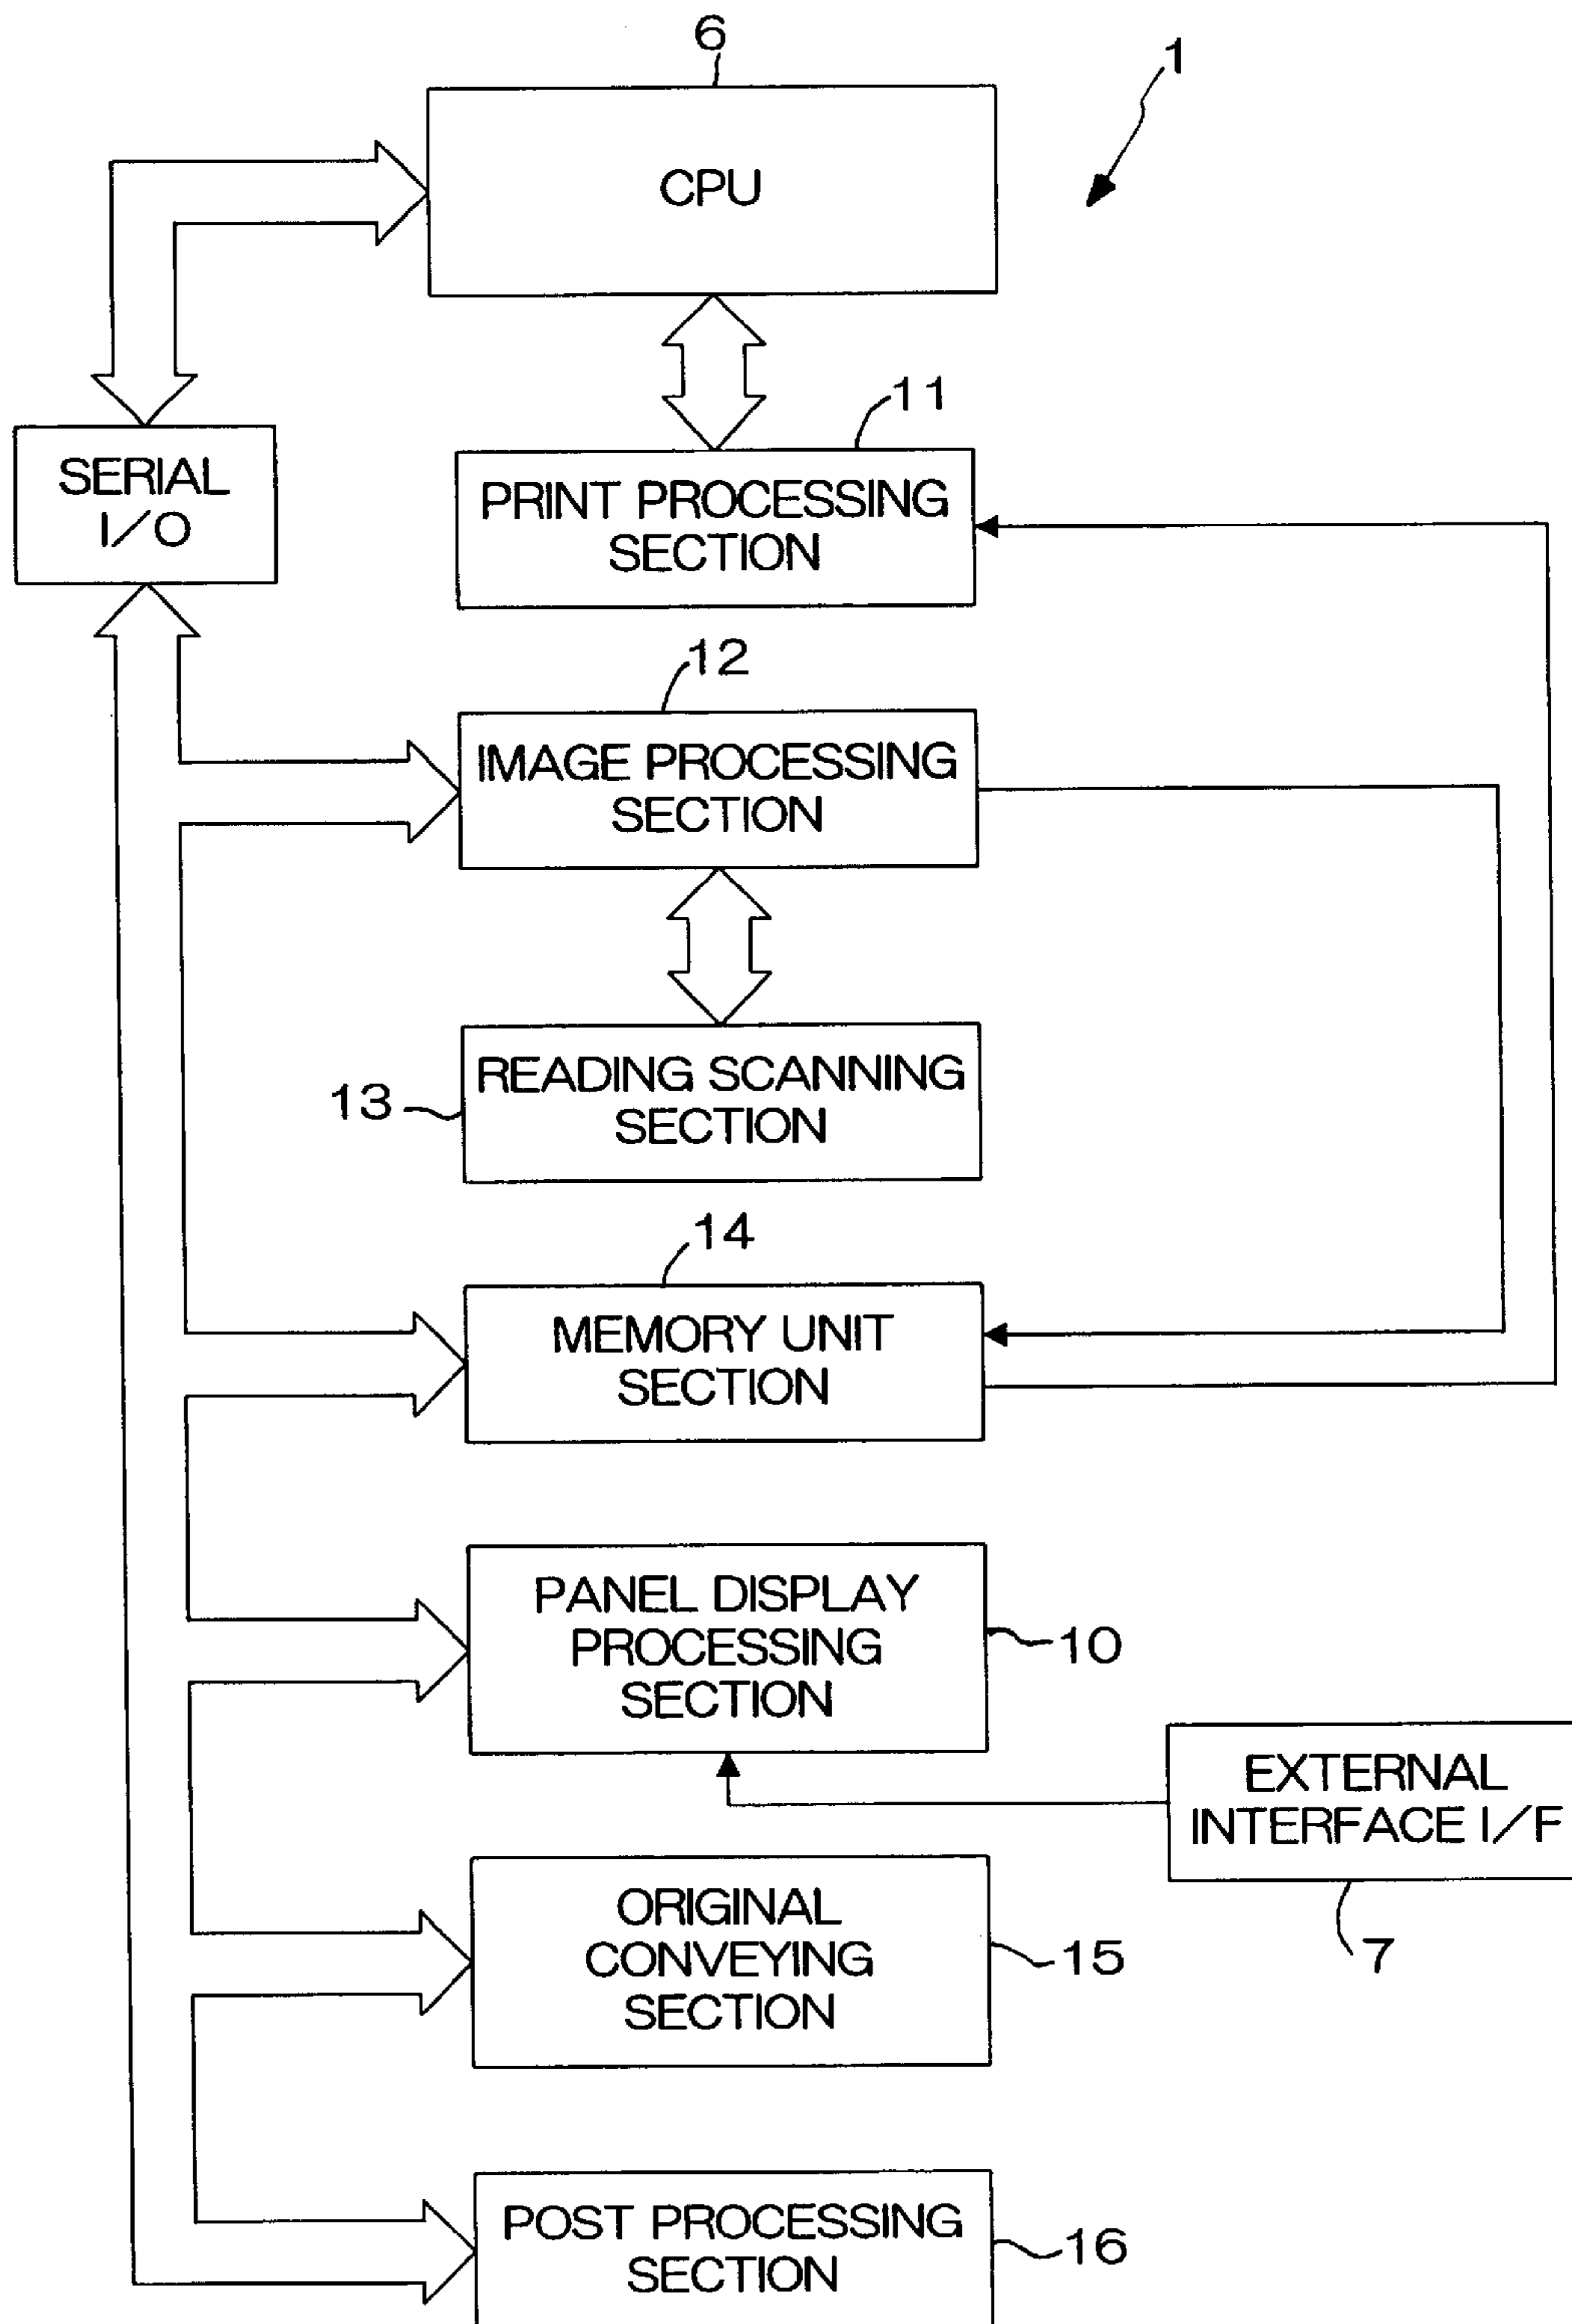 6
1
CPU
11
SERIAL
I/O
PRINT PROCESSING
SECTION
12
IMAGE PROCESSING
SECTION
13
READING SCANNING
SECTION
14
MEMORY UNIT
SECTION
PANEL DISPLAY
PROCESSING
SECTION
10
EXTERNAL
INTERFACE I/F
7
ORIGINAL
CONVEYING
SECTION
15
POST PROCESSING
SECTION
16